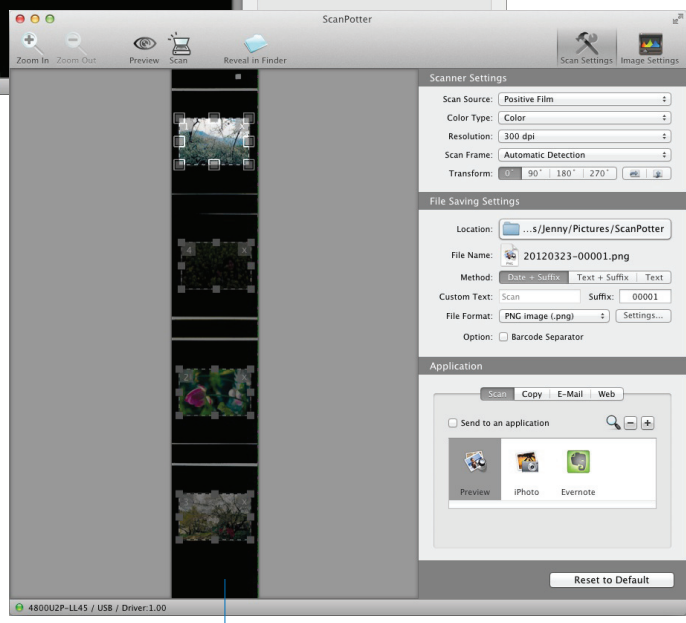 ScanPotter
Zoom In Zoom Out Preview Scan Reveal in Finder Scan Settings Image Settings
Scanner Settings
Scan Source: Positive Film
Color Type: Color
Resolution: 300 dpi
Scan Frame: Automatic Detection
Transform: 0° 90° 180° 270°
File Saving Settings
Location: ...s/Jenny/Pictures/ScanPotter
File Name: 20120323-00001.png
Method: Date + Suffix Text + Suffix Text
Custom Text: Scan Suffix: 00001
File Format: PNG image (.png) Settings...
Option: Barcode Separator
Application
Scan Copy E-Mail Web
Send to an application
Preview iPhoto Evernote
4 x
Reset to Default
4800U2P-LL45 / USB / Driver:1.00